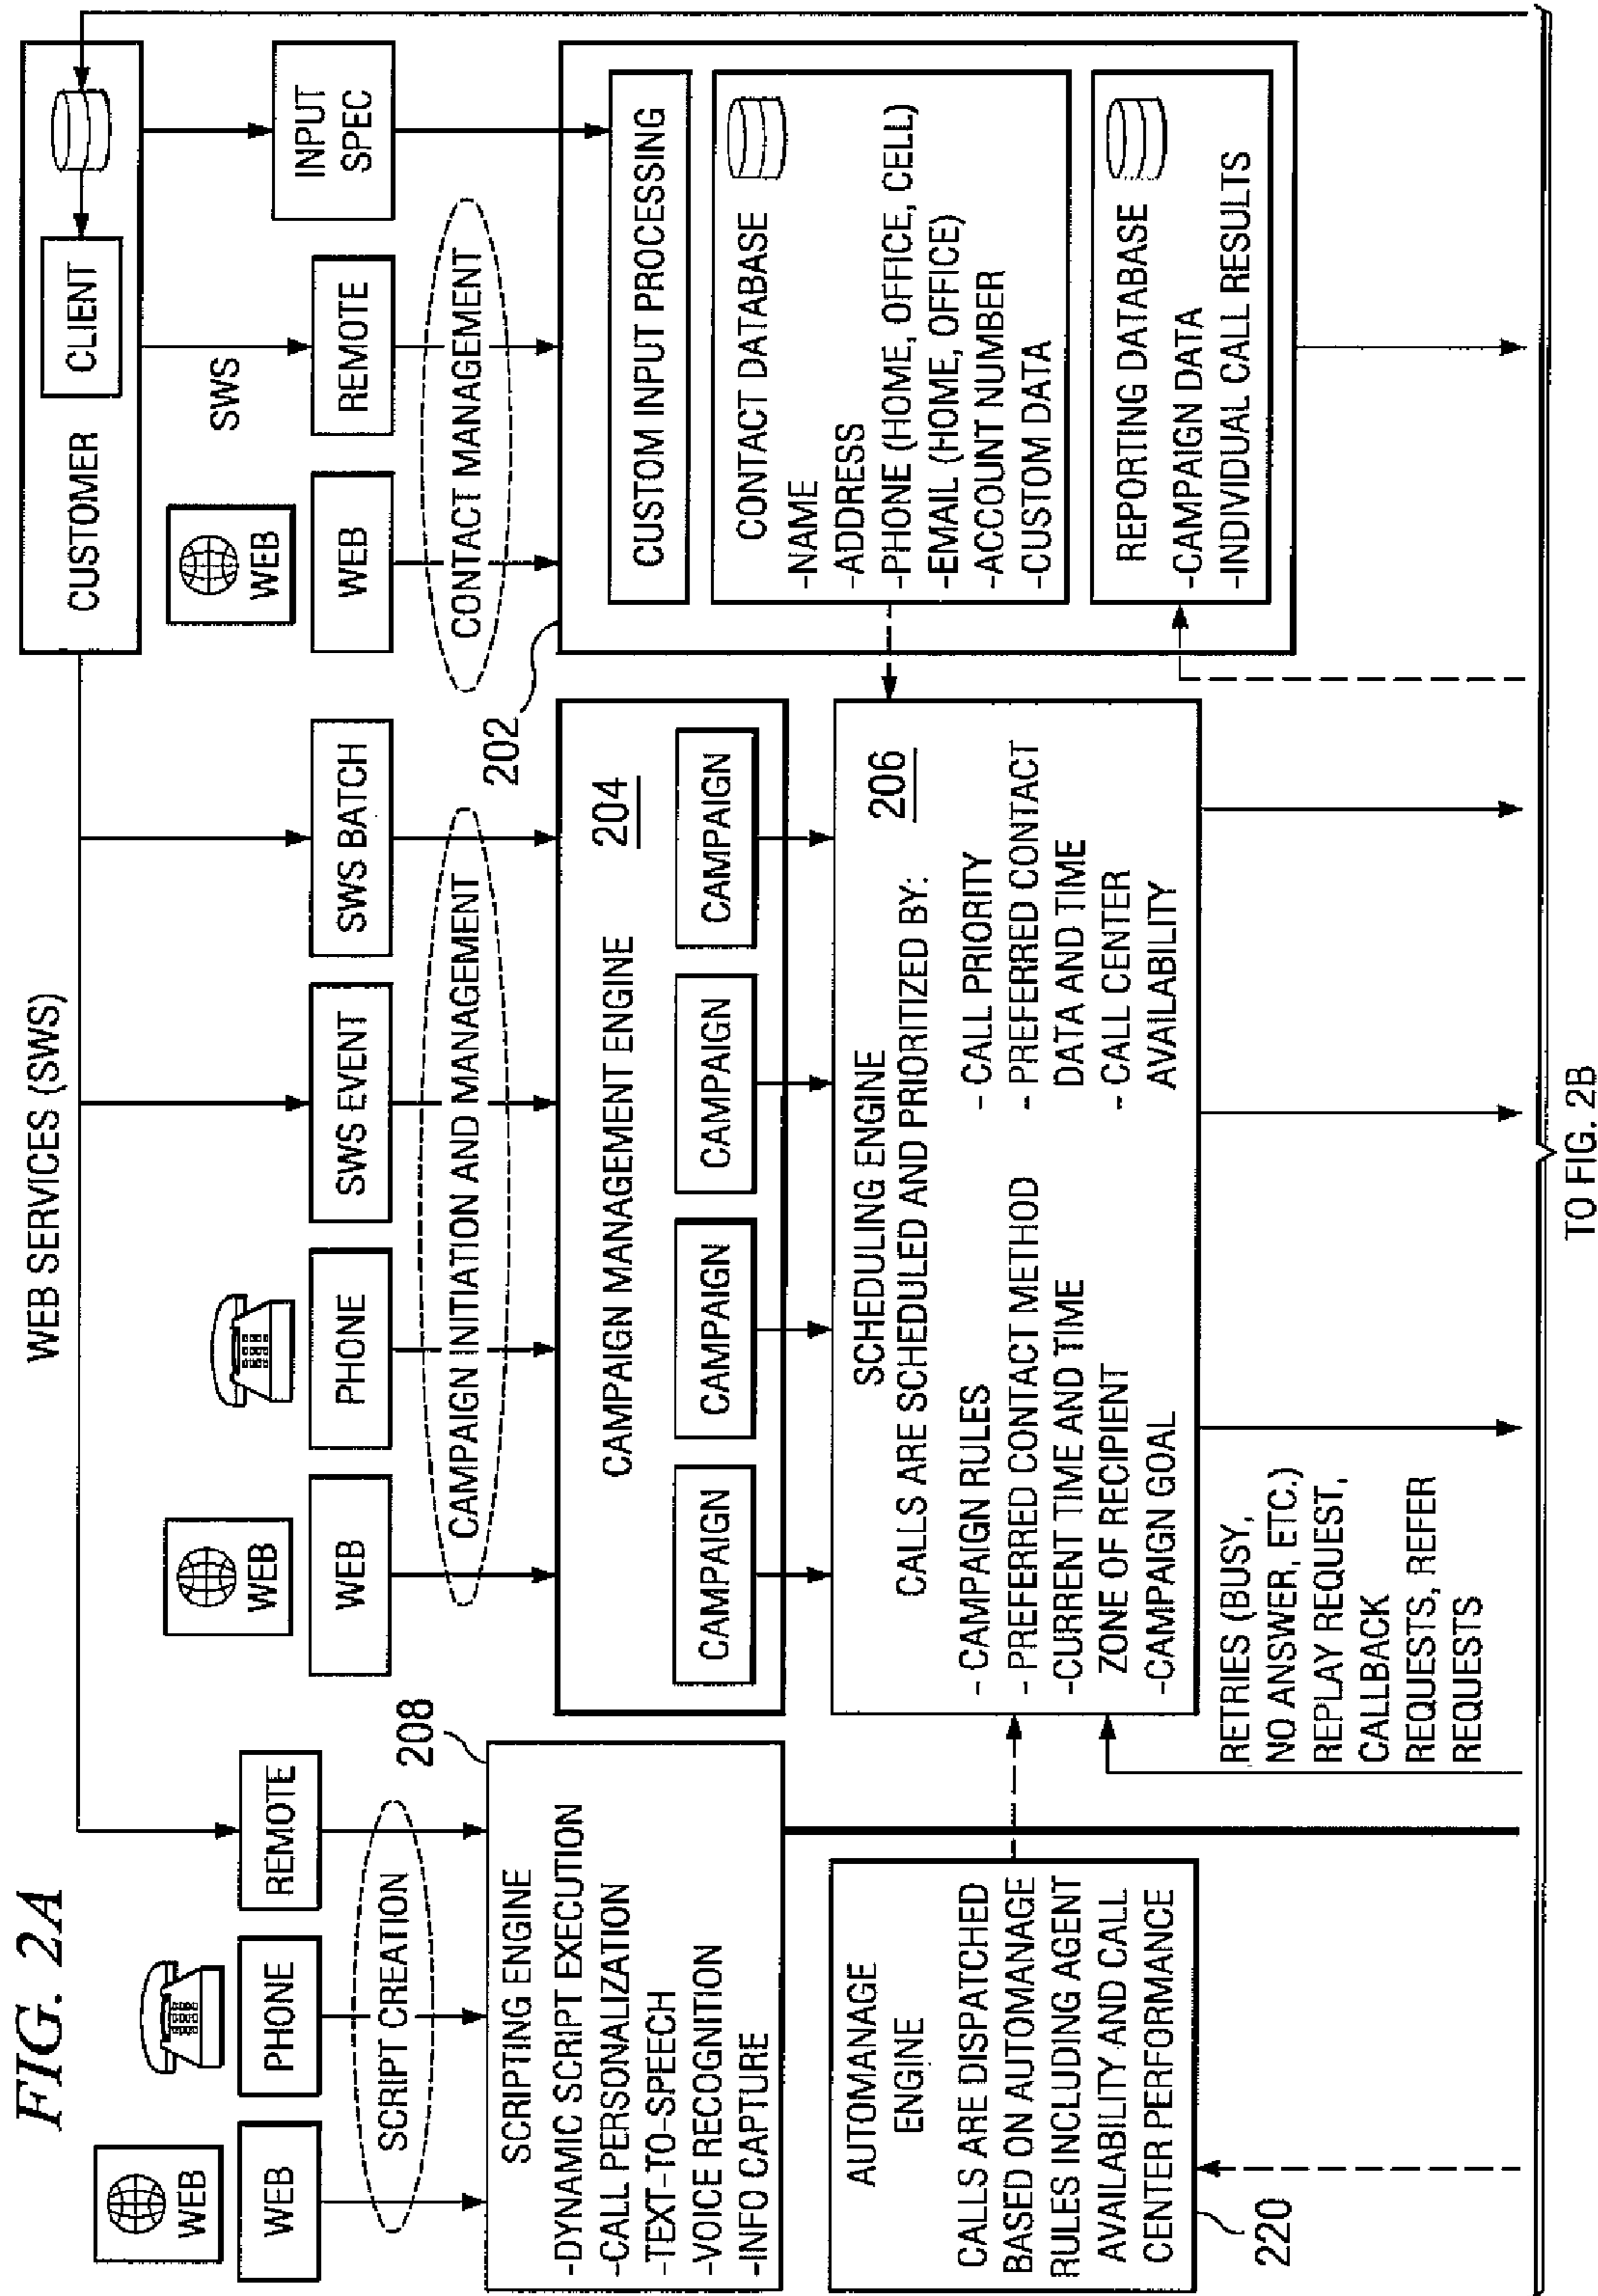 FIG. 2A
WEB SERVICES (SWS)
CUSTOMER
CLIENT
SWS
INPUT
SPEC
WEB
WEB
PHONE
REMOTE
SCRIPT CREATION
208
SCRIPTING ENGINE
-DYNAMIC SCRIPT EXECUTION
-CALL PERSONALIZATION
-TEXT-TO-SPEECH
-VOICE RECOGNITION
-INFO CAPTURE
WEB
WEB
PHONE
SWS EVENT
SWS BATCH
CAMPAIGN INITIATION AND MANAGEMENT
204
CAMPAIGN MANAGEMENT ENGINE
CAMPAIGN
CAMPAIGN
CAMPAIGN
CAMPAIGN
WEB
WEB
REMOTE
CONTACT MANAGEMENT
202
CUSTOM INPUT PROCESSING
CONTACT DATABASE
-NAME
-ADDRESS
-PHONE (HOME, OFFICE, CELL)
-EMAIL (HOME, OFFICE)
-ACCOUNT NUMBER
-CUSTOM DATA
REPORTING DATABASE
-CAMPAIGN DATA
-INDIVIDUAL CALL RESULTS
AUTOMANAGE
ENGINE
CALLS ARE DISPATCHED
BASED ON AUTOMANAGE
RULES INCLUDING AGENT
AVAILABILITY AND CALL
CENTER PERFORMANCE
220
SCHEDULING ENGINE
206
CALLS ARE SCHEDULED AND PRIORITIZED BY:
- CAMPAIGN RULES
- PREFERRED CONTACT METHOD
-CURRENT TIME AND TIME
ZONE OF RECIPIENT
-CAMPAIGN GOAL
- CALL PRIORITY
- PREFERRED CONTACT
DATA AND TIME
- CALL CENTER
AVAILABILITY
RETRIES (BUSY,
NO ANSWER, ETC.)
REPLAY REQUEST,
CALLBACK
REQUESTS, REFER
REQUESTS
TO FIG. 2B